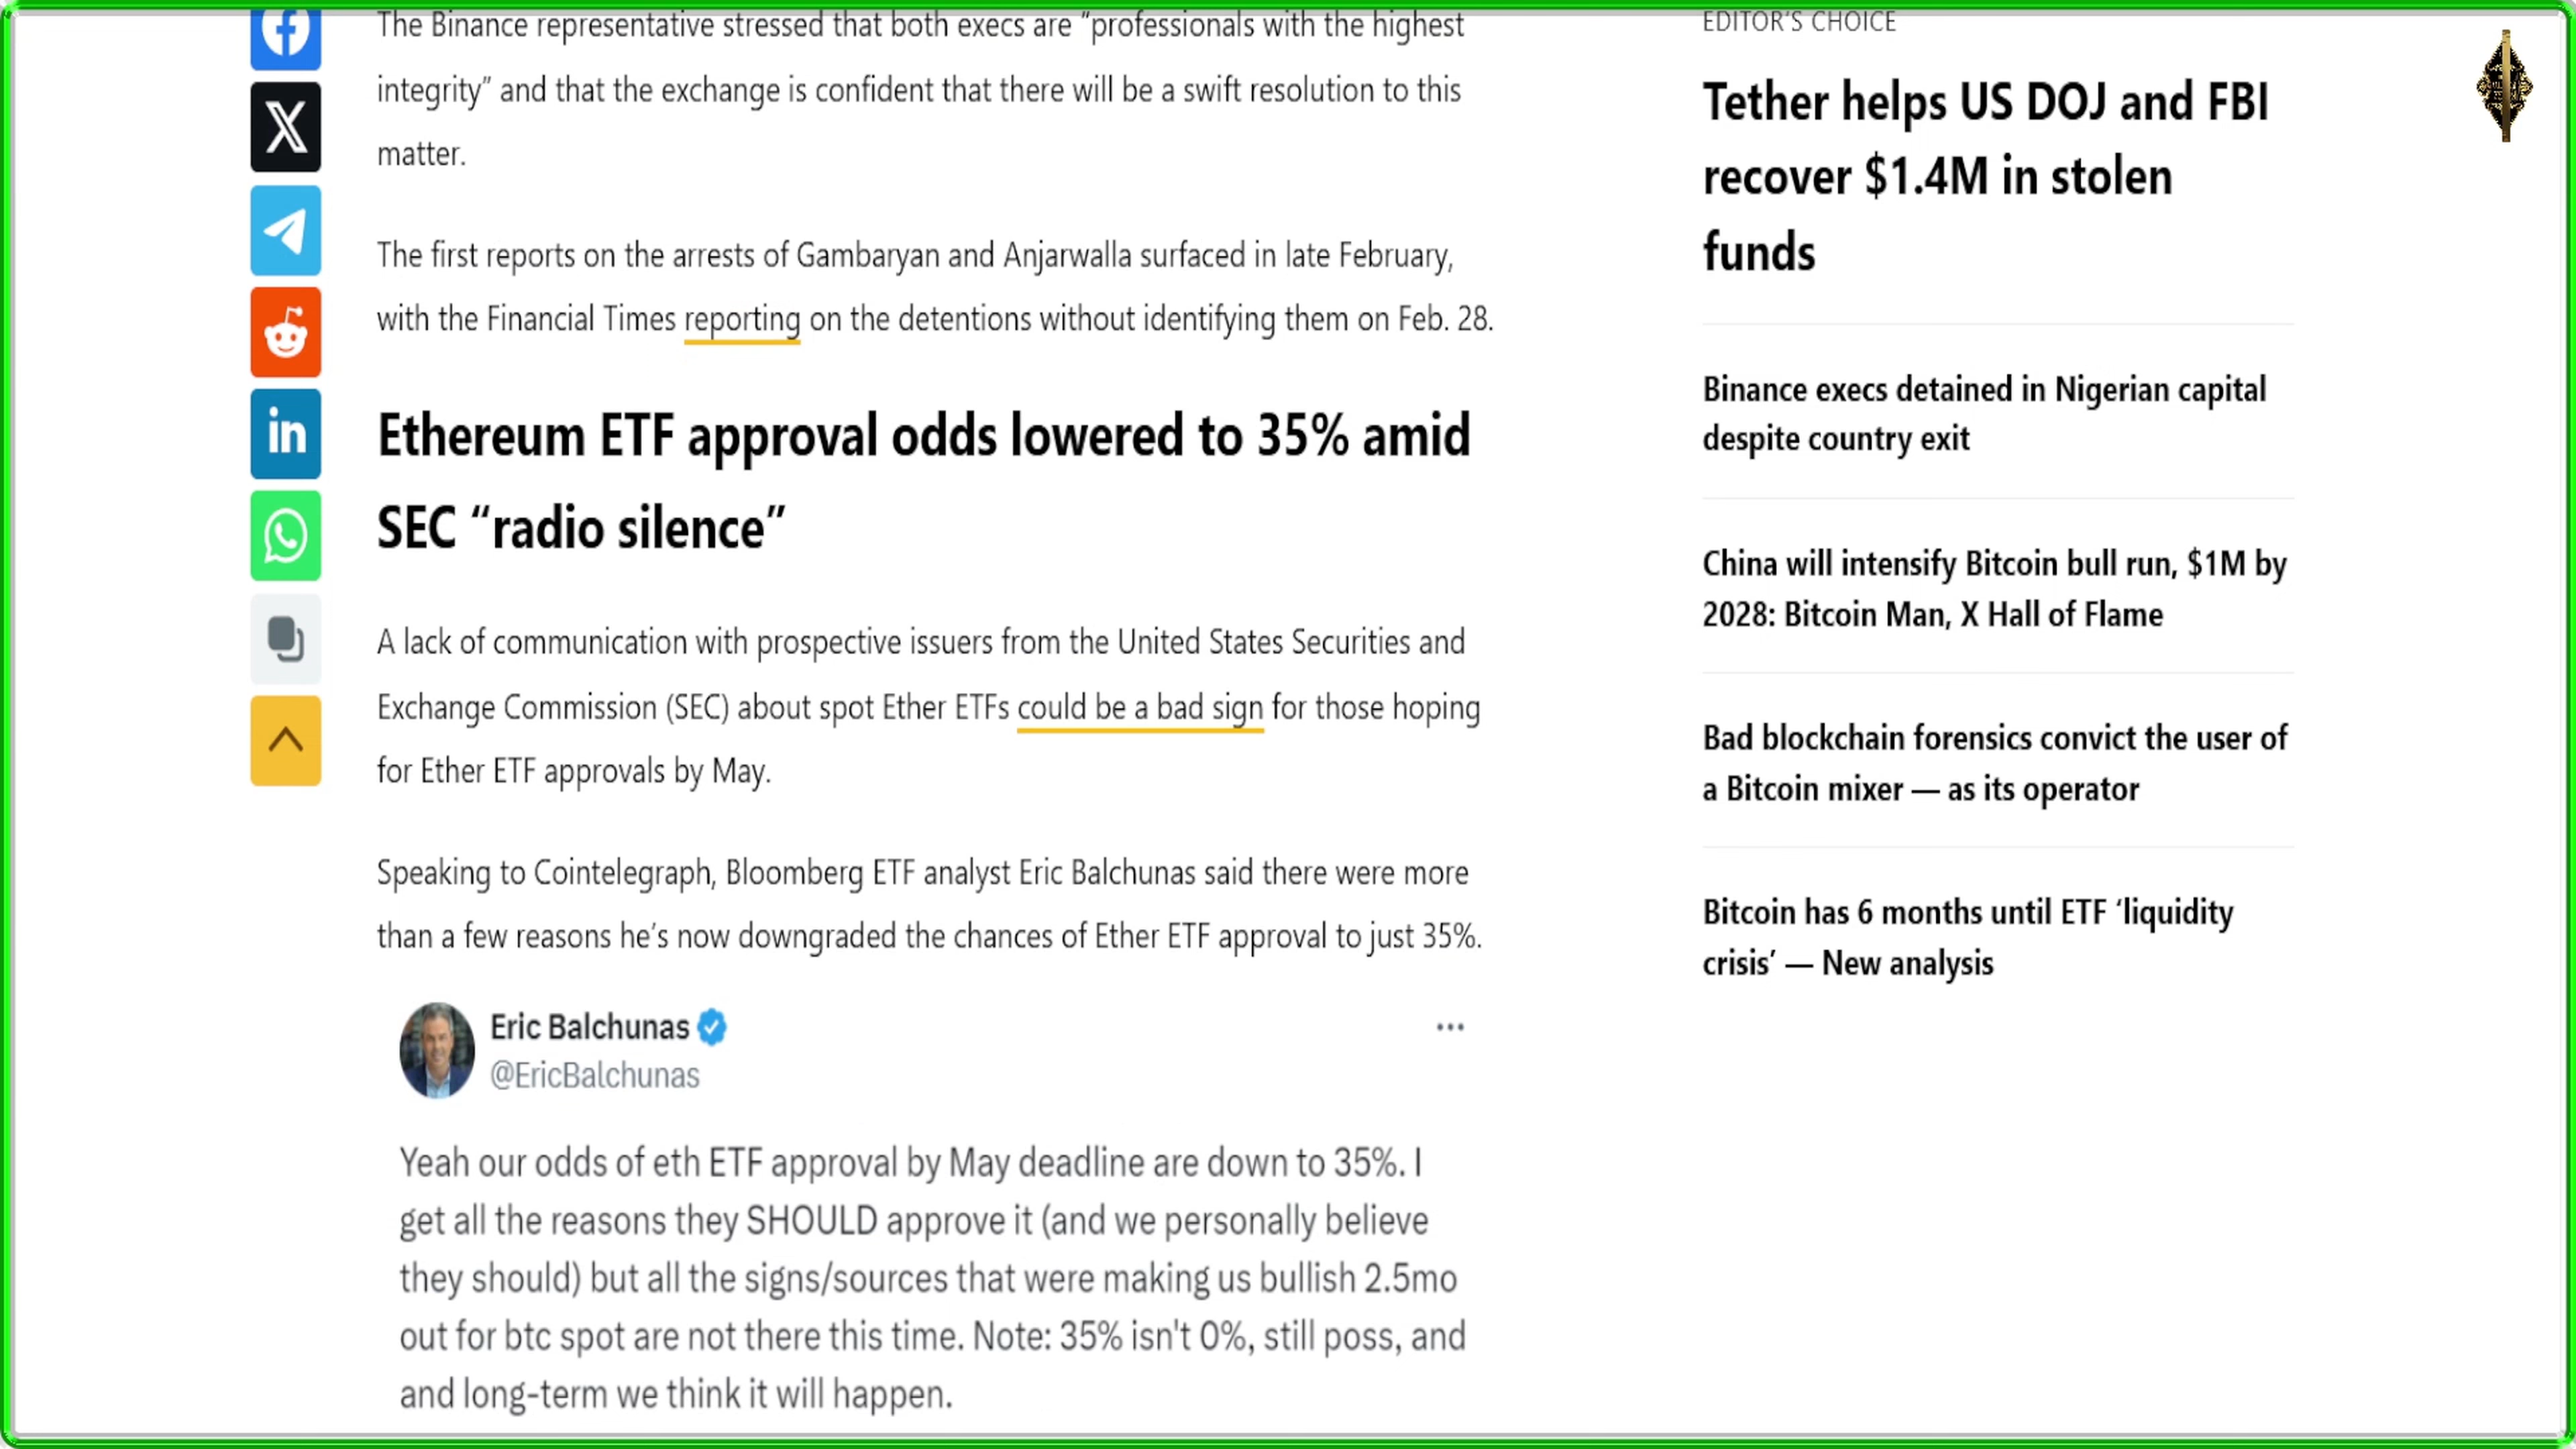 The Binance representative stressed that both execs are “professionals with the highest
integrity” and that the exchange is confident that there will be a swift resolution to this
matter.
The first reports on the arrests of Gambaryan and Anjarwalla surfaced in late February,
with the Financial Times reporting on the detentions without identifying them on Feb. 28.
Ethereum ETF approval odds lowered to 35% amid
SEC “radio silence”
A lack of communication with prospective issuers from the United States Securities and
Exchange Commission (SEC) about spot Ether ETFs could be a bad sign for those hoping
for Ether ETF approvals by May.
Speaking to Cointelegraph, Bloomberg ETF analyst Eric Balchunas said there were more
than a few reasons he’s now downgraded the chances of Ether ETF approval to just 35%.
Eric Balchunas
@EricBalchunas
Yeah our odds of eth ETF approval by May deadline are down to 35%. I
get all the reasons they SHOULD approve it (and we personally believe
they should) but all the signs/sources that were making us bullish 2.5mo
out for btc spot are not there this time. Note: 35% isn't 0%, still poss, and
and long-term we think it will happen.
EDITOR’S CHOICE
Tether helps US DOJ and FBI
recover $1.4M in stolen
funds
Binance execs detained in Nigerian capital
despite country exit
China will intensify Bitcoin bull run, $1M by
2028: Bitcoin Man, X Hall of Flame
Bad blockchain forensics convict the user of
a Bitcoin mixer — as its operator
Bitcoin has 6 months until ETF ‘liquidity
crisis’ — New analysis